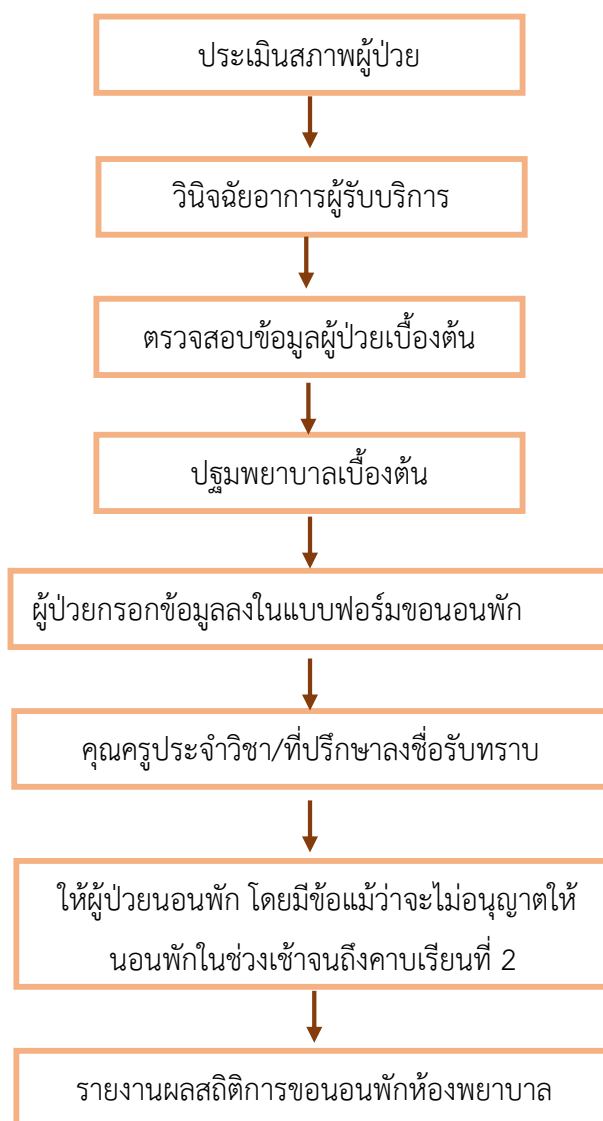 ประเมินสภาพผู้ป่วย
วินิจฉัยอาการผู้รับบริการ
ตรวจสอบข้อมูลผู้ป่วยเบื้องต้น
ปฐมพยาบาลเบื้องต้น
ผู้ป่วยกรอกข้อมูลลงในแบบฟอร์มขอนอนพัก
คุณครูประจำวิชา/ที่ปรึกษาลงชื่อรับทราบ
ให้ผู้ป่วยนอนพัก โดยมีข้อแม้ว่าจะไม่อนุญาตให้
นอนพักในช่วงเช้าจนถึงคาบเรียนที่ 2
รายงานผลสถิติการขอนอนพักห้องพยาบาล